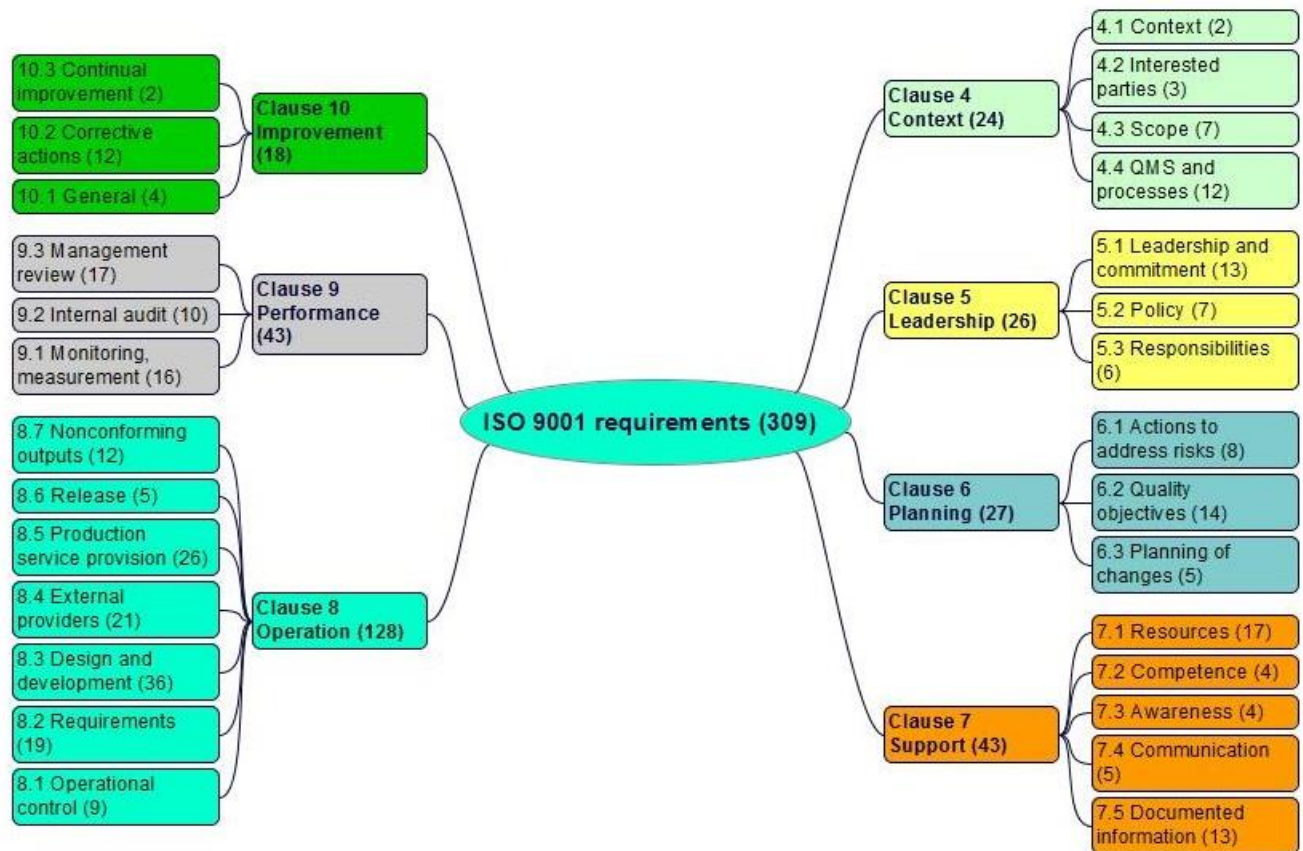 ISO 9001 requirements (309)
Clause 4
Context (24)
4.1 Context (2)
4.2 Interested
parties (3)
4.3 Scope (7)
4.4 QMS and
processes (12)
Clause 5
Leadership (26)
5.1 Leadership and
commitment (13)
5.2 Policy (7)
5.3 Responsibilities
(6)
Clause 6
Planning (27)
6.1 Actions to
address risks (8)
6.2 Quality
objectives (14)
6.3 Planning of
changes (5)
Clause 7
Support (43)
7.1 Resources (17)
7.2 Competence (4)
7.3 Awareness (4)
7.4 Communication
(5)
7.5 Documented
information (13)
Clause 8
Operation (128)
8.7 Nonconforming
outputs (12)
8.6 Release (5)
8.5 Production
service provision (26)
8.4 External
providers (21)
8.3 Design and
development (36)
8.2 Requirements
(19)
8.1 Operational
control (9)
Clause 9
Performance
(43)
9.3 Management
review (17)
9.2 Internal audit (10)
9.1 Monitoring,
measurement (16)
Clause 10
Improvement
(18)
10.3 Continual
improvement (2)
10.2 Corrective
actions (12)
10.1 General (4)